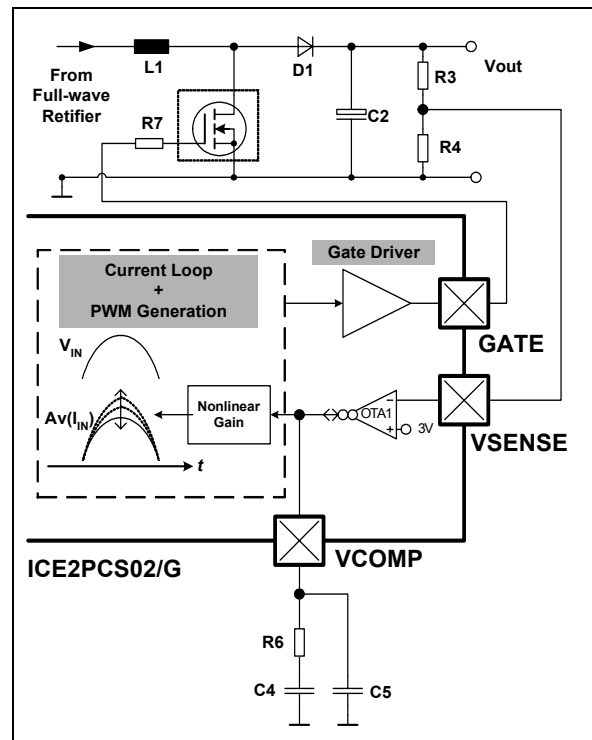 L1
D1
From
Full-wave
Retifier
R3
Vout
C2
R7
R4
Current Loop
+
PWM Generation
Gate Driver
GATE
VIN
Av(IIN)
t
Nonlinear
Gain
OTA1
−
+
3V
VSENSE
ICE2PCS02/G
VCOMP
R6
C4
C5